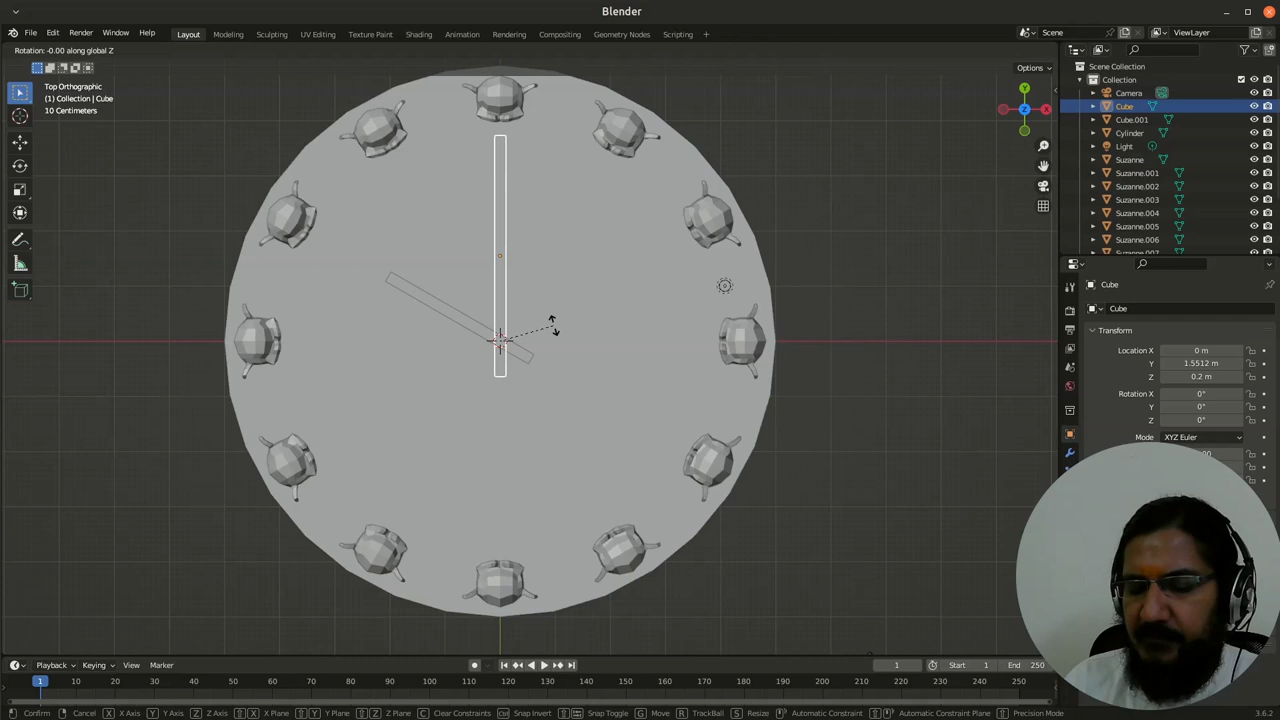 Blender
File Edit Render Window Help
Layout Modeling Sculpting UV Editing Texture Paint Shading Animation Rendering Compositing Geometry Nodes Scripting +
Scene
ViewLayer
Rotation: -0.00 along global Z
Options
Top Orthographic
(1) Collection | Cube
10 Centimeters
Y
Z
X
Scene Collection
Collection
Camera
Cube
Cube.001
Cylinder
Light
Suzanne
Suzanne.001
Suzanne.002
Suzanne.003
Suzanne.004
Suzanne.005
Suzanne.006
Cube
Cube
Transform
Location X 0 m
Y 1.5512 m
Z 0.2 m
Rotation X 0°
Y 0°
Z 0°
Mode XYZ Euler
Playback Keying View Marker
1 Start 1 End 250
1 10 20 30 40 50 60 70 80 90 100 110 120 130 140 150 160 170 180 190 200 210 220 230 240 250
Confirm Cancel X X Axis Y Y Axis Z Z Axis X X Plane Y Y Plane Z Z Plane C Clear Constraints Snap Invert Snap Toggle G Move R TrackBall S Resize Automatic Constraint Automatic Constraint Plane Precision Mode
3.6.2